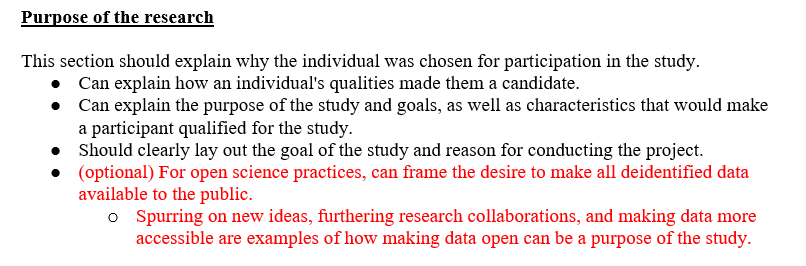 Purpose of the research
This section should explain why the individual was chosen for participation in the study.
● Can explain how an individual's qualities made them a candidate.
● Can explain the purpose of the study and goals, as well as characteristics that would make
a participant qualified for the study.
● Should clearly lay out the goal of the study and reason for conducting the project.
● (optional) For open science practices, can frame the desire to make all deidentified data
available to the public.
○ Spurring on new ideas, furthering research collaborations, and making data more
accessible are examples of how making data open can be a purpose of the study.